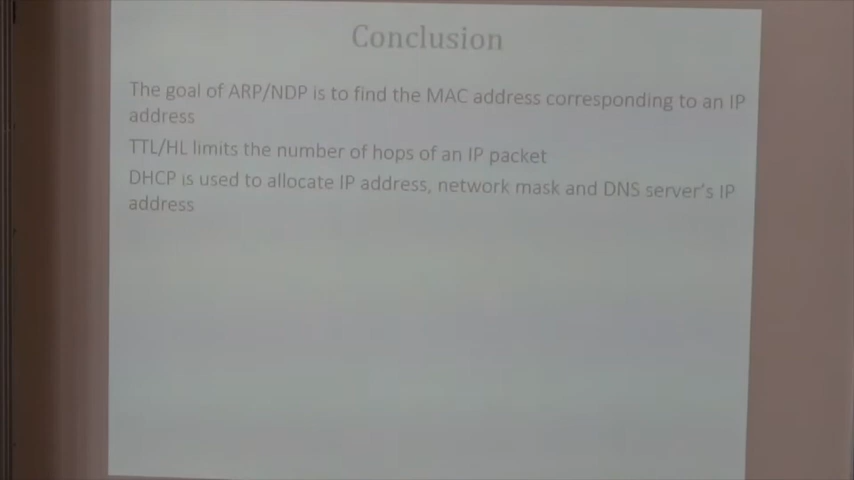 Conclusion
The goal of ARP/NDP is to find the MAC address corresponding to an IP
address
TTL/HL limits the number of hops of an IP packet
DHCP is used to allocate IP address, network mask and DNS server's IP
address